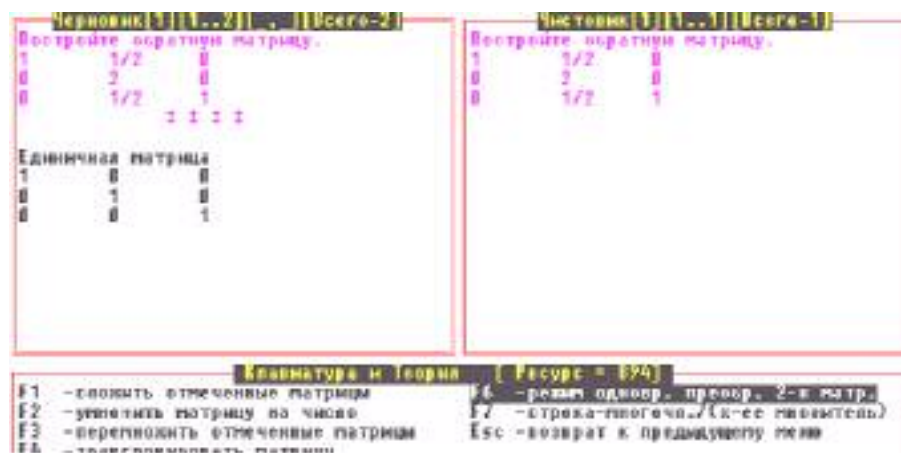 Черновик[1][1..2][ , ][Всего-2]
Постройте обратную матрицу.
1 1/2 0
0 2 0
0 1/2 1
Единичная матрица
1 0 0
0 1 0
0 0 1
Чистовик[1][1..1][Всего-1]
Постройте обратную матрицу.
1 1/2 0
0 2 0
0 1/2 1
Клавиатура и Теория [ Ресурс = 894]
F1 -сложить отмеченные матрицы
F2 -умножить матрицу на число
F3 -перемножить отмеченные матрицы
F4 -транспонировать матрицу
F6 -режим одновр. преобр. 2-х матр.
F7 -строка-многочл./(х-ее множитель)
Esc -возврат к предыдущему меню